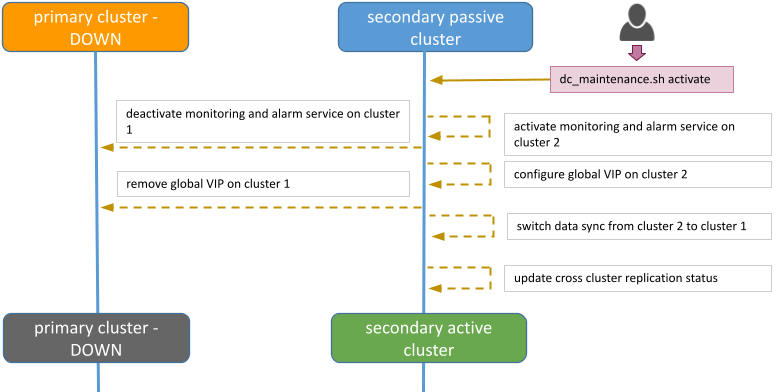 primary cluster -
DOWN
secondary passive
cluster
dc_maintenance.sh activate
deactivate monitoring and alarm service on cluster
1
activate monitoring and alarm service on
cluster 2
remove global VIP on cluster 1
configure global VIP on cluster 2
switch data sync from cluster 2 to cluster 1
update cross cluster replication status
primary cluster -
DOWN
secondary active
cluster